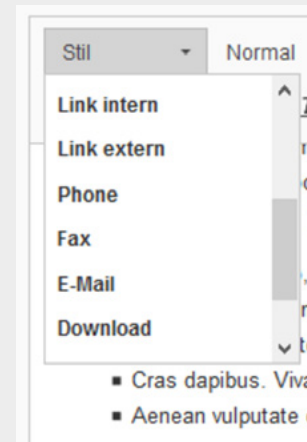 Stil Normal
Link intern
Link extern
Phone
Fax
E-Mail
Download
Cras dapibus. Viva
Aenean vulputate